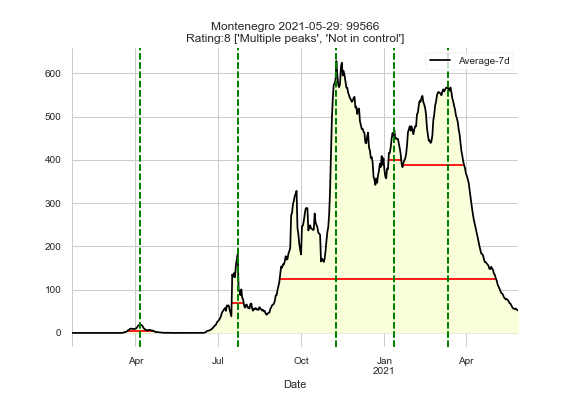 Montenegro 2021-05-29: 99566
Rating:8 ['Multiple peaks', 'Not in control']
Average-7d
600
500
400
300
200
100
0
Apr
Jul
Oct
Jan
2021
Apr
Date